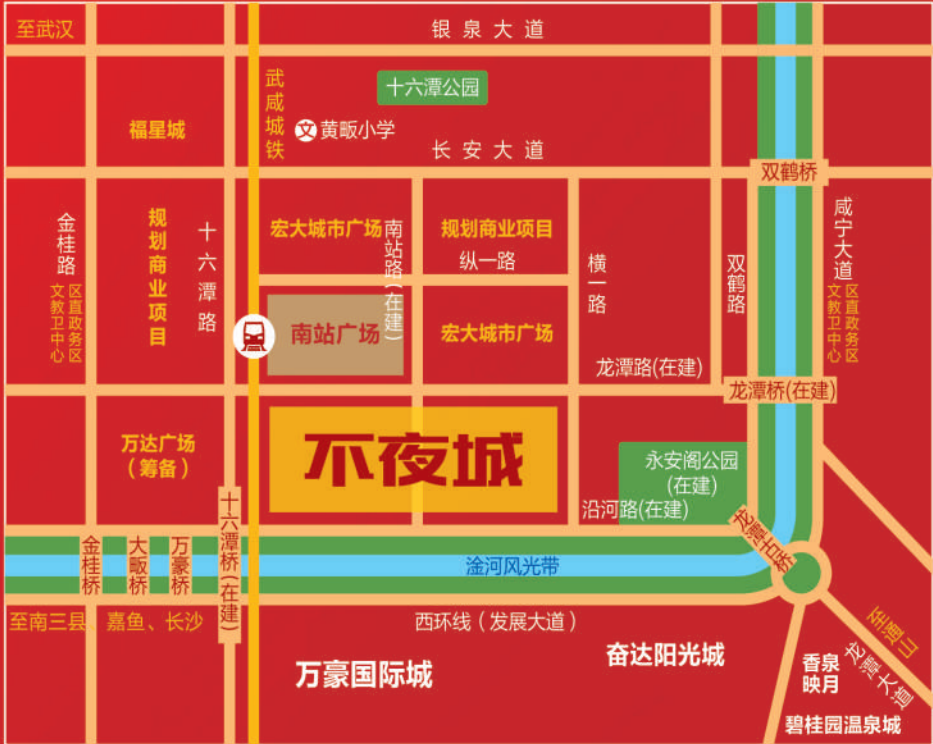 至武汉
银泉大道
武咸城铁
十六潭公园
福星城
文
黄畈小学
长安大道
双鹤桥
金桂路
区直政务区
文教卫中心
规划商业项目
十六潭路
宏大城市广场
南站路(在建)
规划商业项目
纵一路
横一路
双鹤路
咸宁大道
区直政务区
文教卫中心
南站广场
宏大城市广场
龙潭路(在建)
龙潭桥(在建)
万达广场
(筹备)
不夜城
永安阁公园
(在建)
沿河路(在建)
十六潭桥(在建)
龙潭古桥
金桂桥
大畈桥
万豪桥
淦河风光带
至南三县、嘉鱼、长沙
西环线(发展大道)
至通山
龙潭大道
万豪国际城
奋达阳光城
香泉
映月
碧桂园温泉城